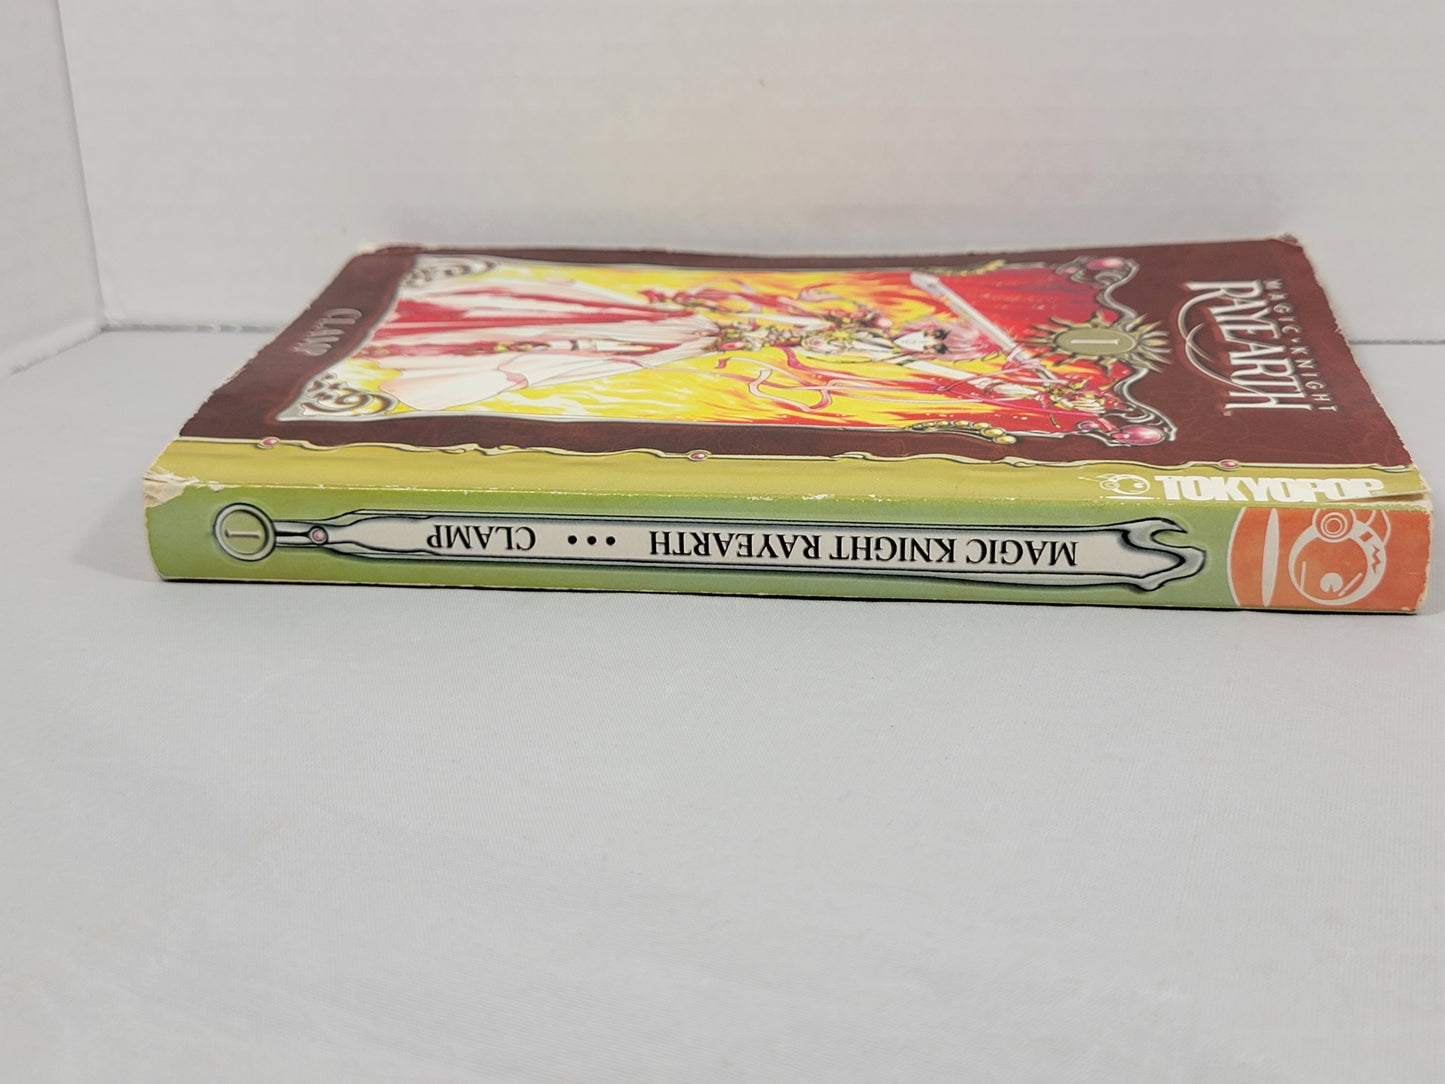 MAGIC KNIGHT
RAYEARTH
1
CLAMP
TOKYOPOP
1
CLAMP ••• MAGIC KNIGHT RAYEARTH